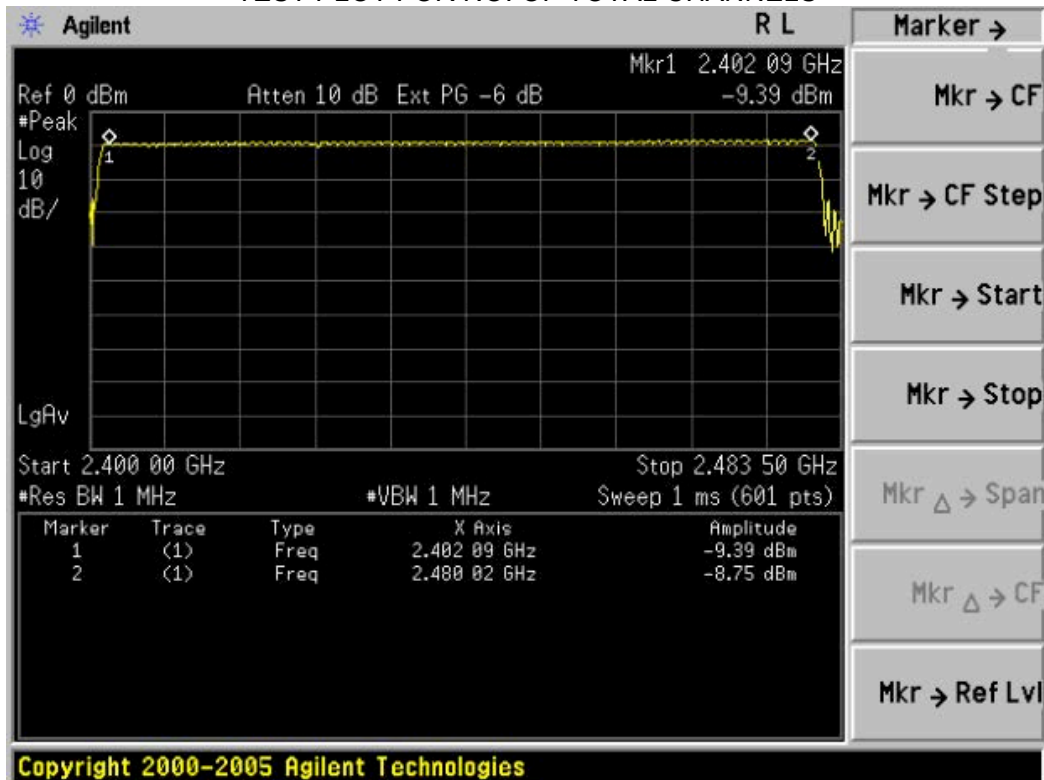 Agilent R L Marker →
Mkr1 2.402 09 GHz
Ref 0 dBm Atten 10 dB Ext PG -6 dB -9.39 dBm
#Peak
Log
10
dB/
1
2
LgAv
Start 2.400 00 GHz Stop 2.483 50 GHz
#Res BW 1 MHz #VBW 1 MHz Sweep 1 ms (601 pts)
Marker Trace Type X Axis Amplitude
1 (1) Freq 2.402 09 GHz -9.39 dBm
2 (1) Freq 2.480 02 GHz -8.75 dBm
Mkr → CF
Mkr → CF Step
Mkr → Start
Mkr → Stop
Mkr Δ → Span
Mkr Δ → CF
Mkr → Ref Lvl
Copyright 2000-2005 Agilent Technologies